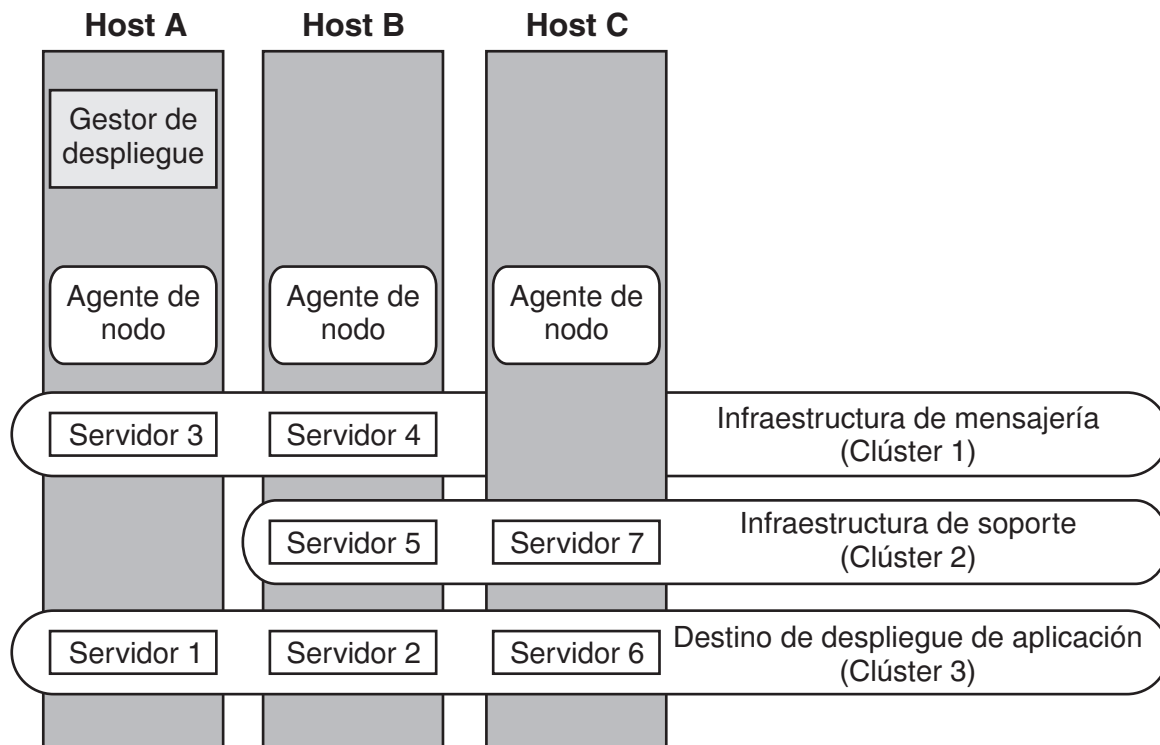 Host A
Host B
Host C
Gestor de
despliegue
Agente de
nodo
Agente de
nodo
Agente de
nodo
Servidor 3
Servidor 4
Infraestructura de mensajería
(Clúster 1)
Servidor 5
Servidor 7
Infraestructura de soporte
(Clúster 2)
Servidor 1
Servidor 2
Servidor 6
Destino de despliegue de aplicación
(Clúster 3)